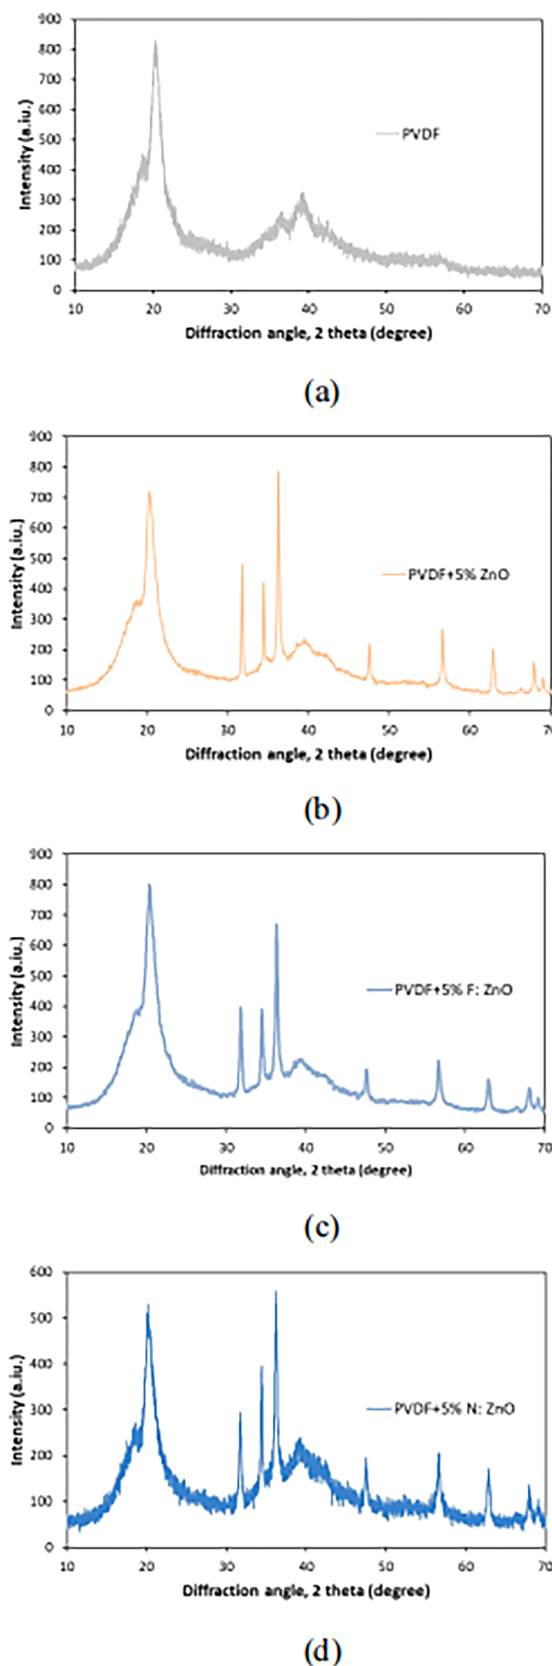 900
800
700
600
500
400
300
200
100
0
Intensity (a.iu.)
PVDF
10 20 30 40 50 60 70
Diffraction angle, 2 theta (degree)
(a)
900
800
700
600
500
400
300
200
100
0
Intensity (a.iu.)
PVDF+5% ZnO
10 20 30 40 50 60 70
Diffraction angle, 2 theta (degree)
(b)
900
800
700
600
500
400
300
200
100
0
Intensity (a.iu.)
PVDF+5% F: ZnO
10 20 30 40 50 60 70
Diffraction angle, 2 theta (degree)
(c)
600
500
400
300
200
100
0
Intensity (a.iu.)
PVDF+5% N: ZnO
10 20 30 40 50 60 70
Diffraction angle, 2 theta (degree)
(d)